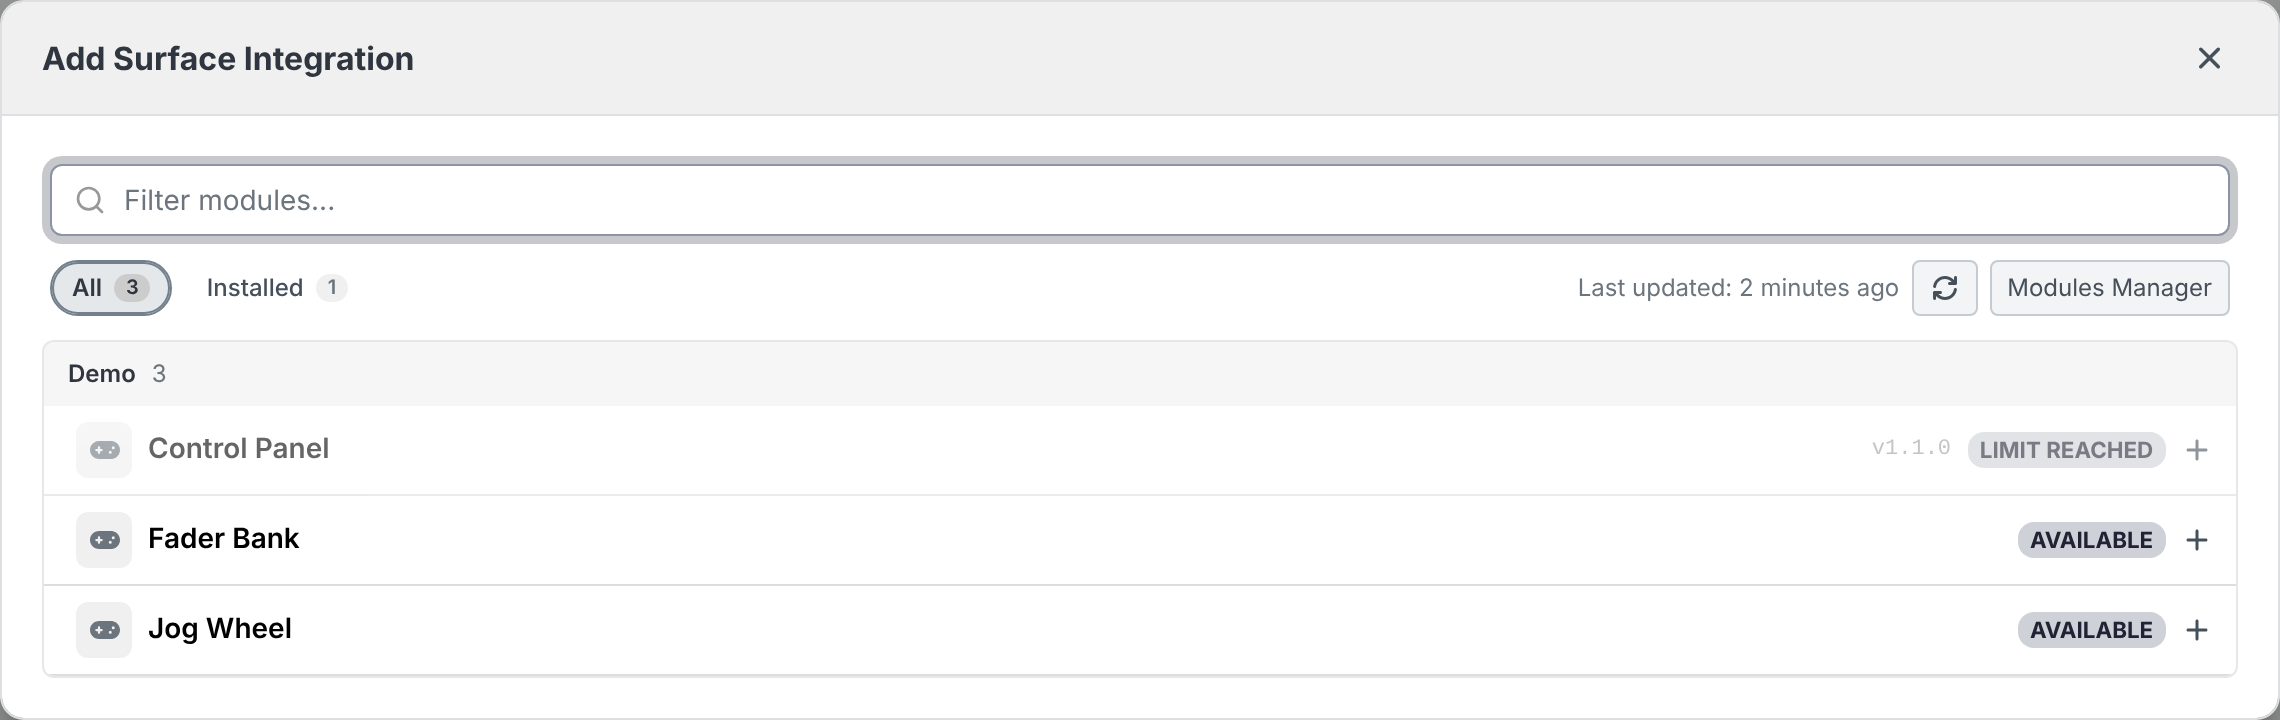 Add Surface Integration
Filter modules...
All 3 Installed 1 Last updated: 2 minutes ago Modules Manager
Demo 3
Control Panel v1.1.0 LIMIT REACHED
Fader Bank AVAILABLE
Jog Wheel AVAILABLE